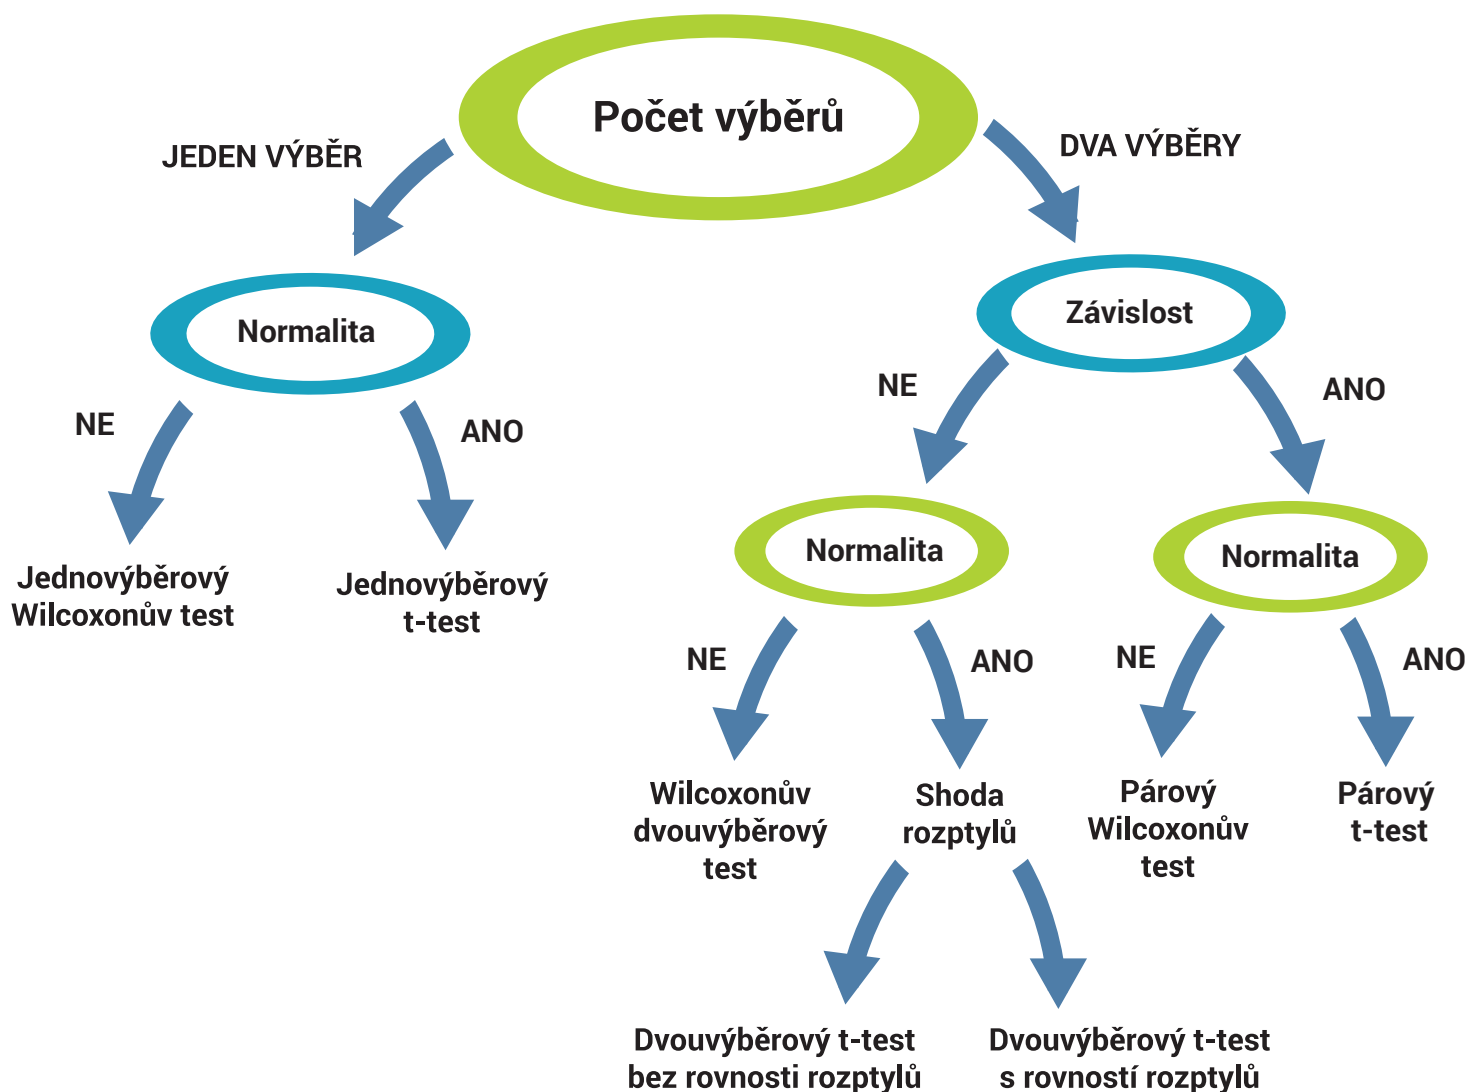 Počet výběrů
JEDEN VÝBĚR
DVA VÝBĚRY
Normalita
Závislost
NE
ANO
NE
ANO
Jednovýběrový
Wilcoxonův test
Jednovýběrový
t-test
Normalita
Normalita
NE
ANO
NE
ANO
Wilcoxonův
dvouvýběrový
test
Shoda
rozptylů
Párový
Wilcoxonův
test
Párový
t-test
Dvouvýběrový t-test
bez rovnosti rozptylů
Dvouvýběrový t-test
s rovností rozptylů